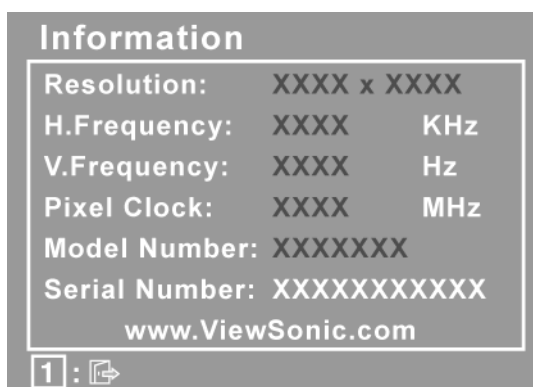 Information
Resolution: XXXX x XXXX
H.Frequency: XXXX KHz
V.Frequency: XXXX Hz
Pixel Clock: XXXX MHz
Model Number: XXXXXXX
Serial Number: XXXXXXXXXXX
www.ViewSonic.com
1 :